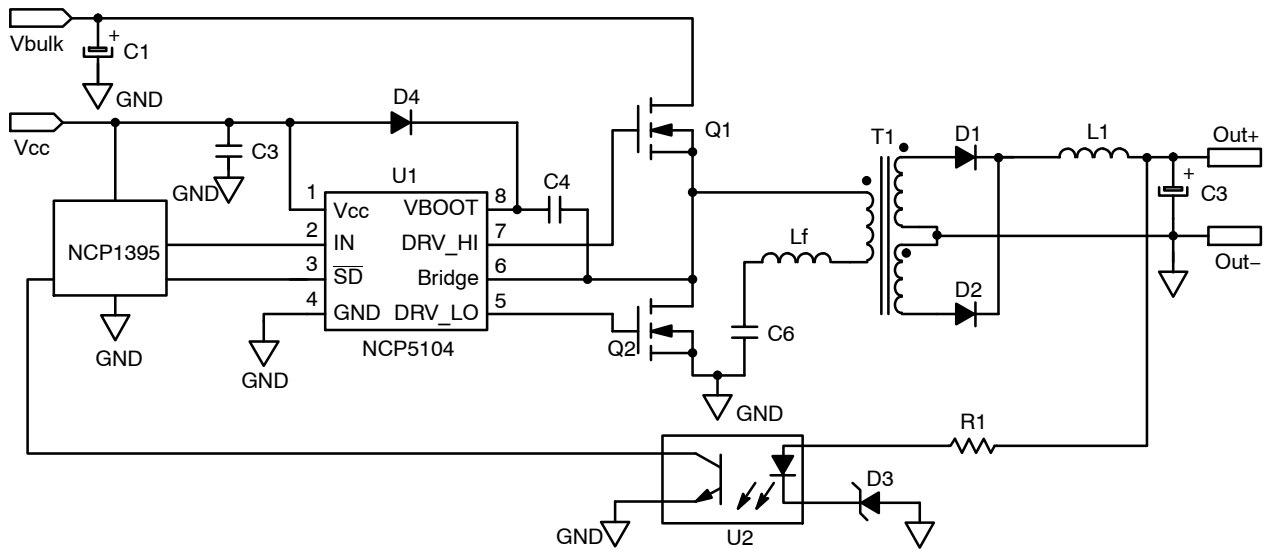 Vbulk
+
C1
GND
Vcc
D4
C3
GND
Q1
T1
D1
L1
Out+
+
C3
Out−
U1
C4
1 Vcc VBOOT 8
NCP1395
2 IN DRV_HI 7
3 SD Bridge 6
4 GND DRV_LO 5
Lf
D2
GND
NCP5104
Q2
C6
GND
GND
R1
D3
GND
U2